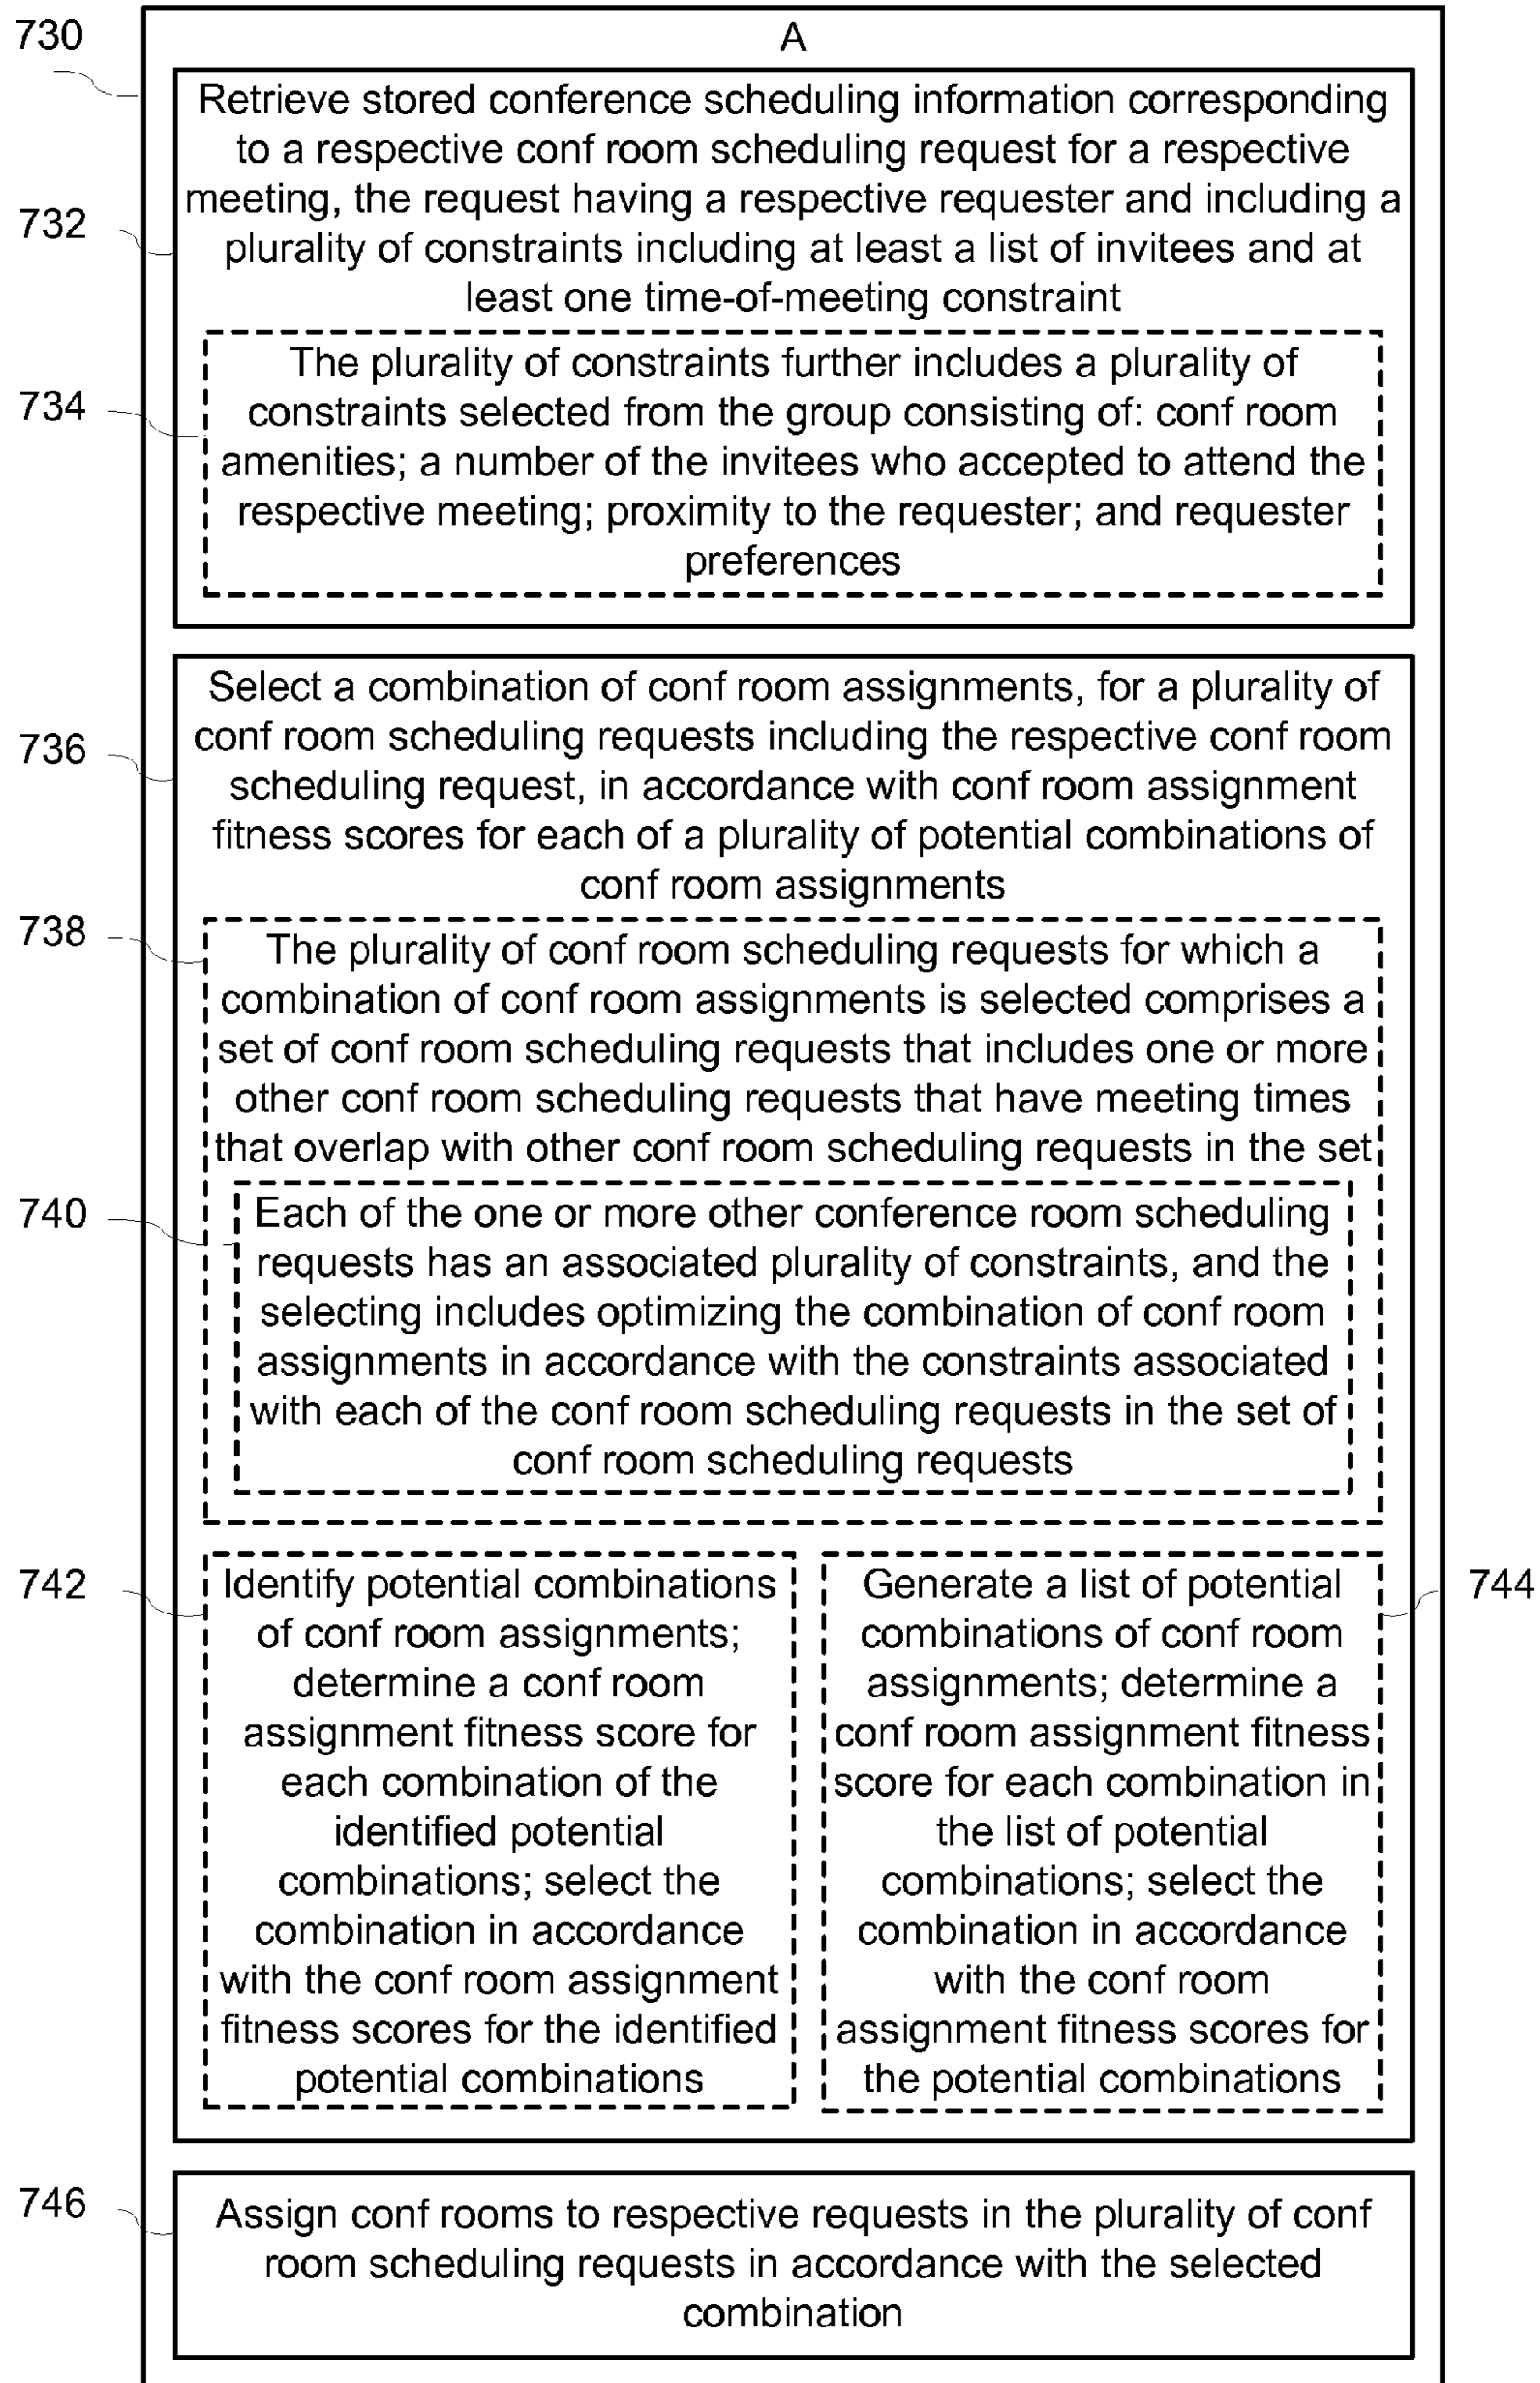 730
A
Retrieve stored conference scheduling information corresponding
to a respective conf room scheduling request for a respective
meeting, the request having a respective requester and including a
plurality of constraints including at least a list of invitees and at
least one time-of-meeting constraint
732
The plurality of constraints further includes a plurality of
constraints selected from the group consisting of: conf room
amenities; a number of the invitees who accepted to attend the
respective meeting; proximity to the requester; and requester
preferences
734
Select a combination of conf room assignments, for a plurality of
conf room scheduling requests including the respective conf room
scheduling request, in accordance with conf room assignment
fitness scores for each of a plurality of potential combinations of
conf room assignments
736
738
The plurality of conf room scheduling requests for which a
combination of conf room assignments is selected comprises a
set of conf room scheduling requests that includes one or more
other conf room scheduling requests that have meeting times
that overlap with other conf room scheduling requests in the set
740
Each of the one or more other conference room scheduling
requests has an associated plurality of constraints, and the
selecting includes optimizing the combination of conf room
assignments in accordance with the constraints associated
with each of the conf room scheduling requests in the set of
conf room scheduling requests
742
Identify potential combinations
of conf room assignments;
determine a conf room
assignment fitness score for
each combination of the
identified potential
combinations; select the
combination in accordance
with the conf room assignment
fitness scores for the identified
potential combinations
Generate a list of potential
combinations of conf room
assignments; determine a
conf room assignment fitness
score for each combination in
the list of potential
combinations; select the
combination in accordance
with the conf room
assignment fitness scores for
the potential combinations
744
746
Assign conf rooms to respective requests in the plurality of conf
room scheduling requests in accordance with the selected
combination